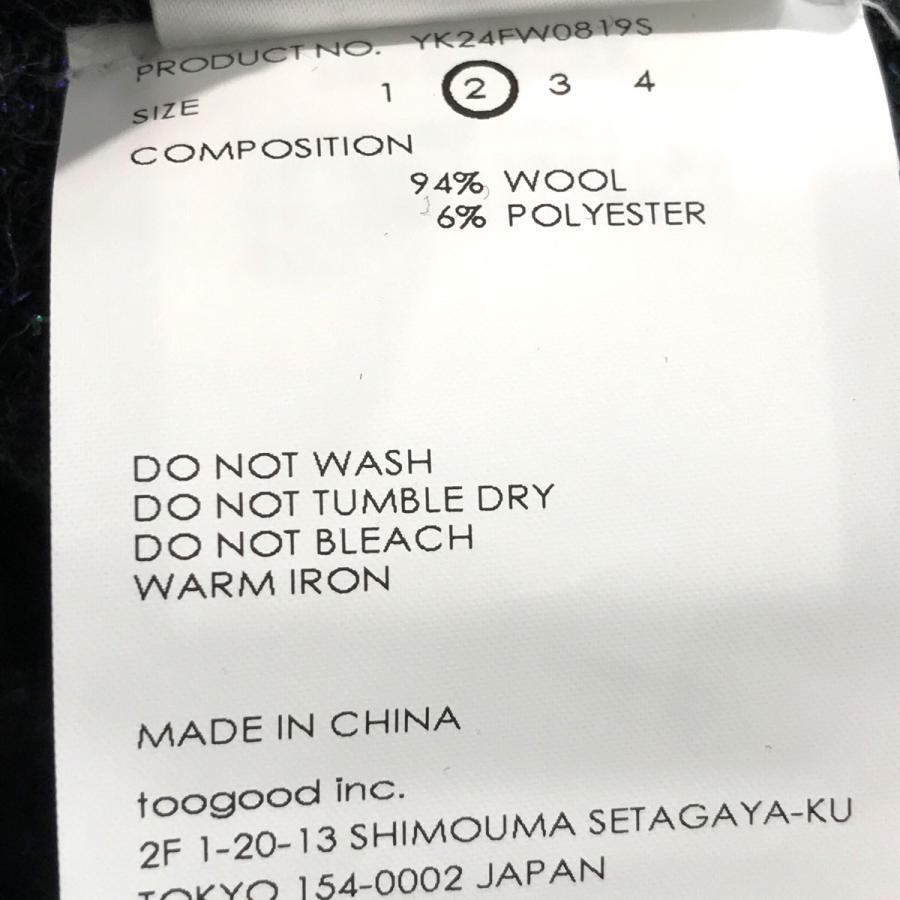 PRODUCT NO. YK24FW0819S
SIZE 1 2 3 4
COMPOSITION
94% WOOL
6% POLYESTER
DO NOT WASH
DO NOT TUMBLE DRY
DO NOT BLEACH
WARM IRON
MADE IN CHINA
toogood inc.
2F 1-20-13 SHIMOUMA SETAGAYA-KU
TOKYO 154-0002 JAPAN